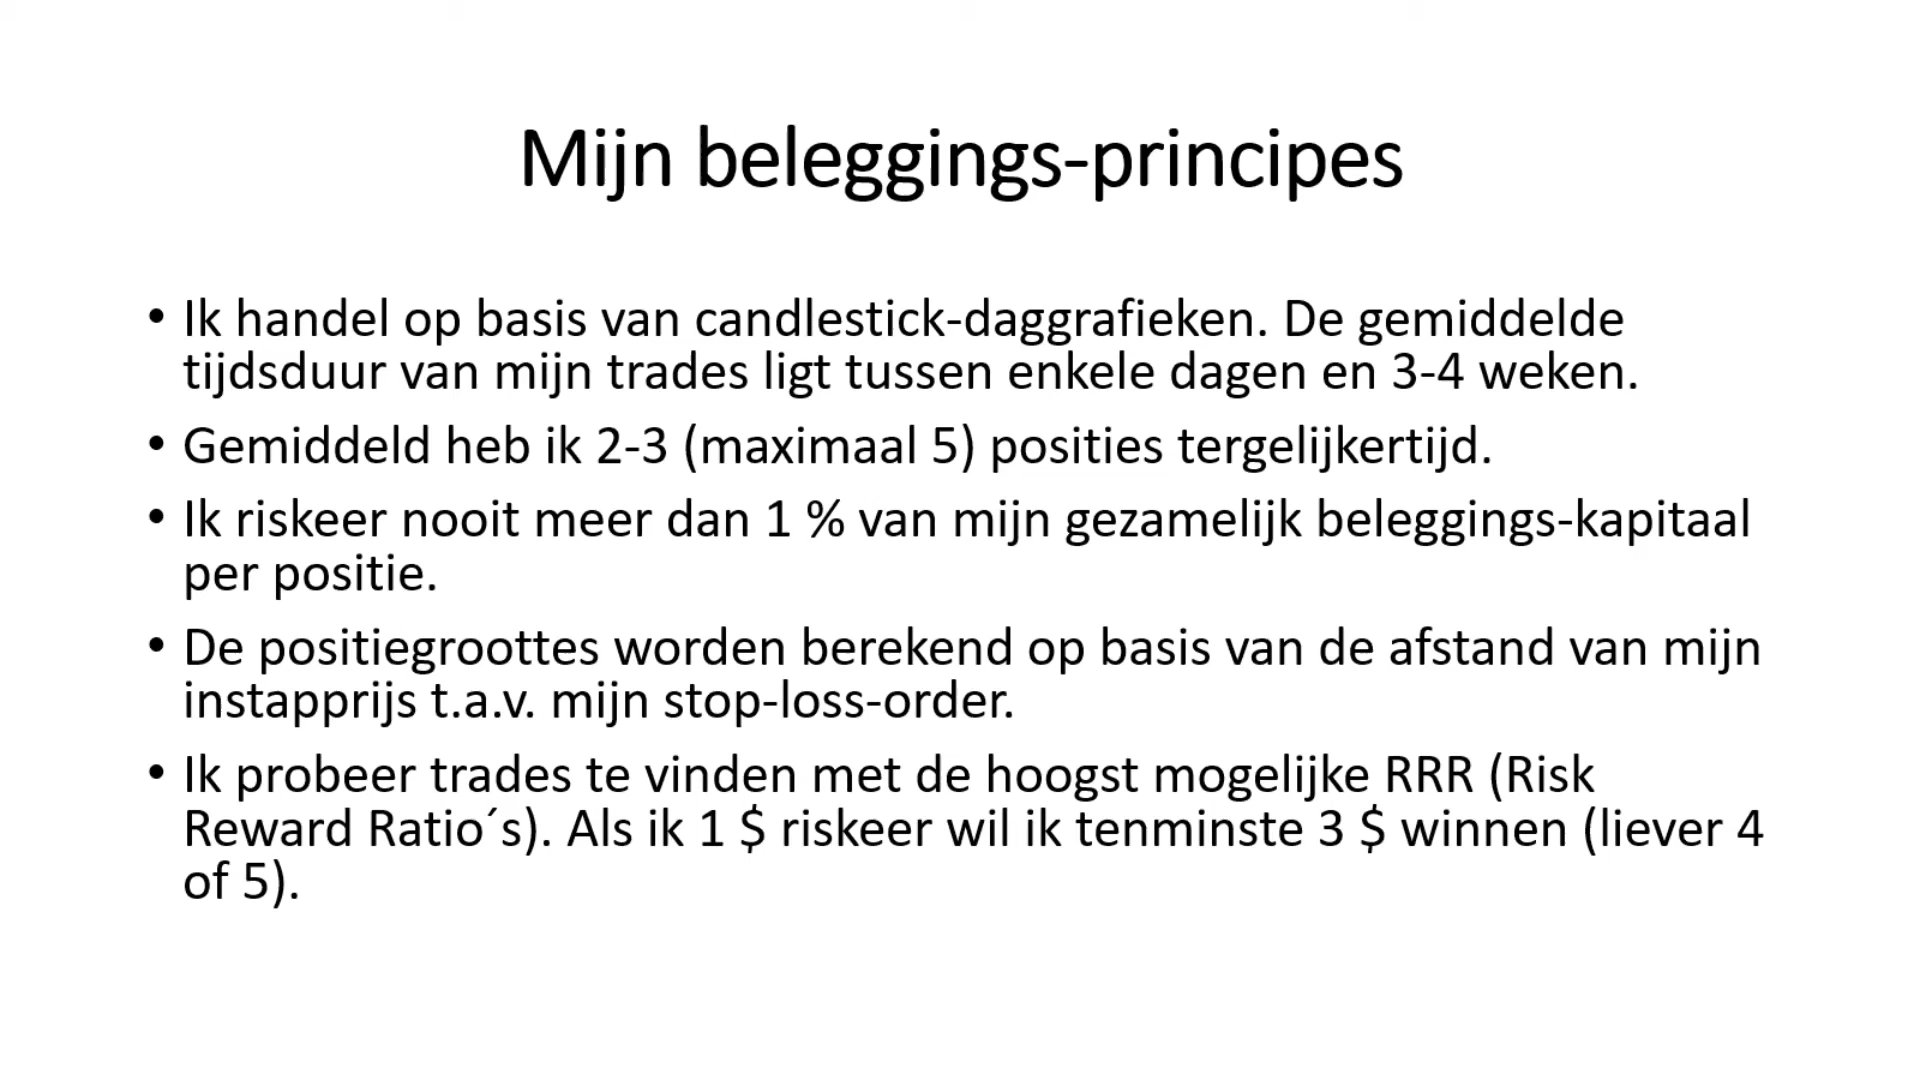 Mijn beleggings-principes
• Ik handel op basis van candlestick-daggrafieken. De gemiddelde
tijdsduur van mijn trades ligt tussen enkele dagen en 3-4 weken.
• Gemiddeld heb ik 2-3 (maximaal 5) posities tergelijkertijd.
• Ik riskeer nooit meer dan 1 % van mijn gezamelijk beleggings-kapitaal
per positie.
• De positiegroottes worden berekend op basis van de afstand van mijn
instapprijs t.a.v. mijn stop-loss-order.
• Ik probeer trades te vinden met de hoogst mogelijke RRR (Risk
Reward Ratio´s). Als ik 1 $ riskeer wil ik tenminste 3 $ winnen (liever 4
of 5).